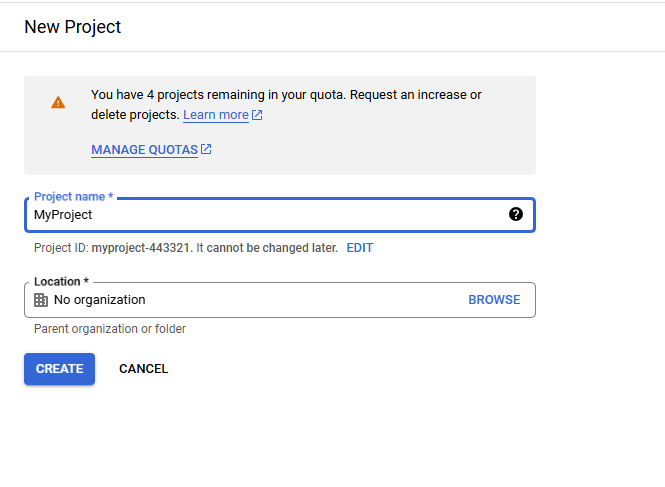 New Project
You have 4 projects remaining in your quota. Request an increase or
delete projects. Learn more
MANAGE QUOTAS
Project name *
MyProject
Project ID: myproject-443321. It cannot be changed later. EDIT
Location *
No organization BROWSE
Parent organization or folder
CREATE CANCEL